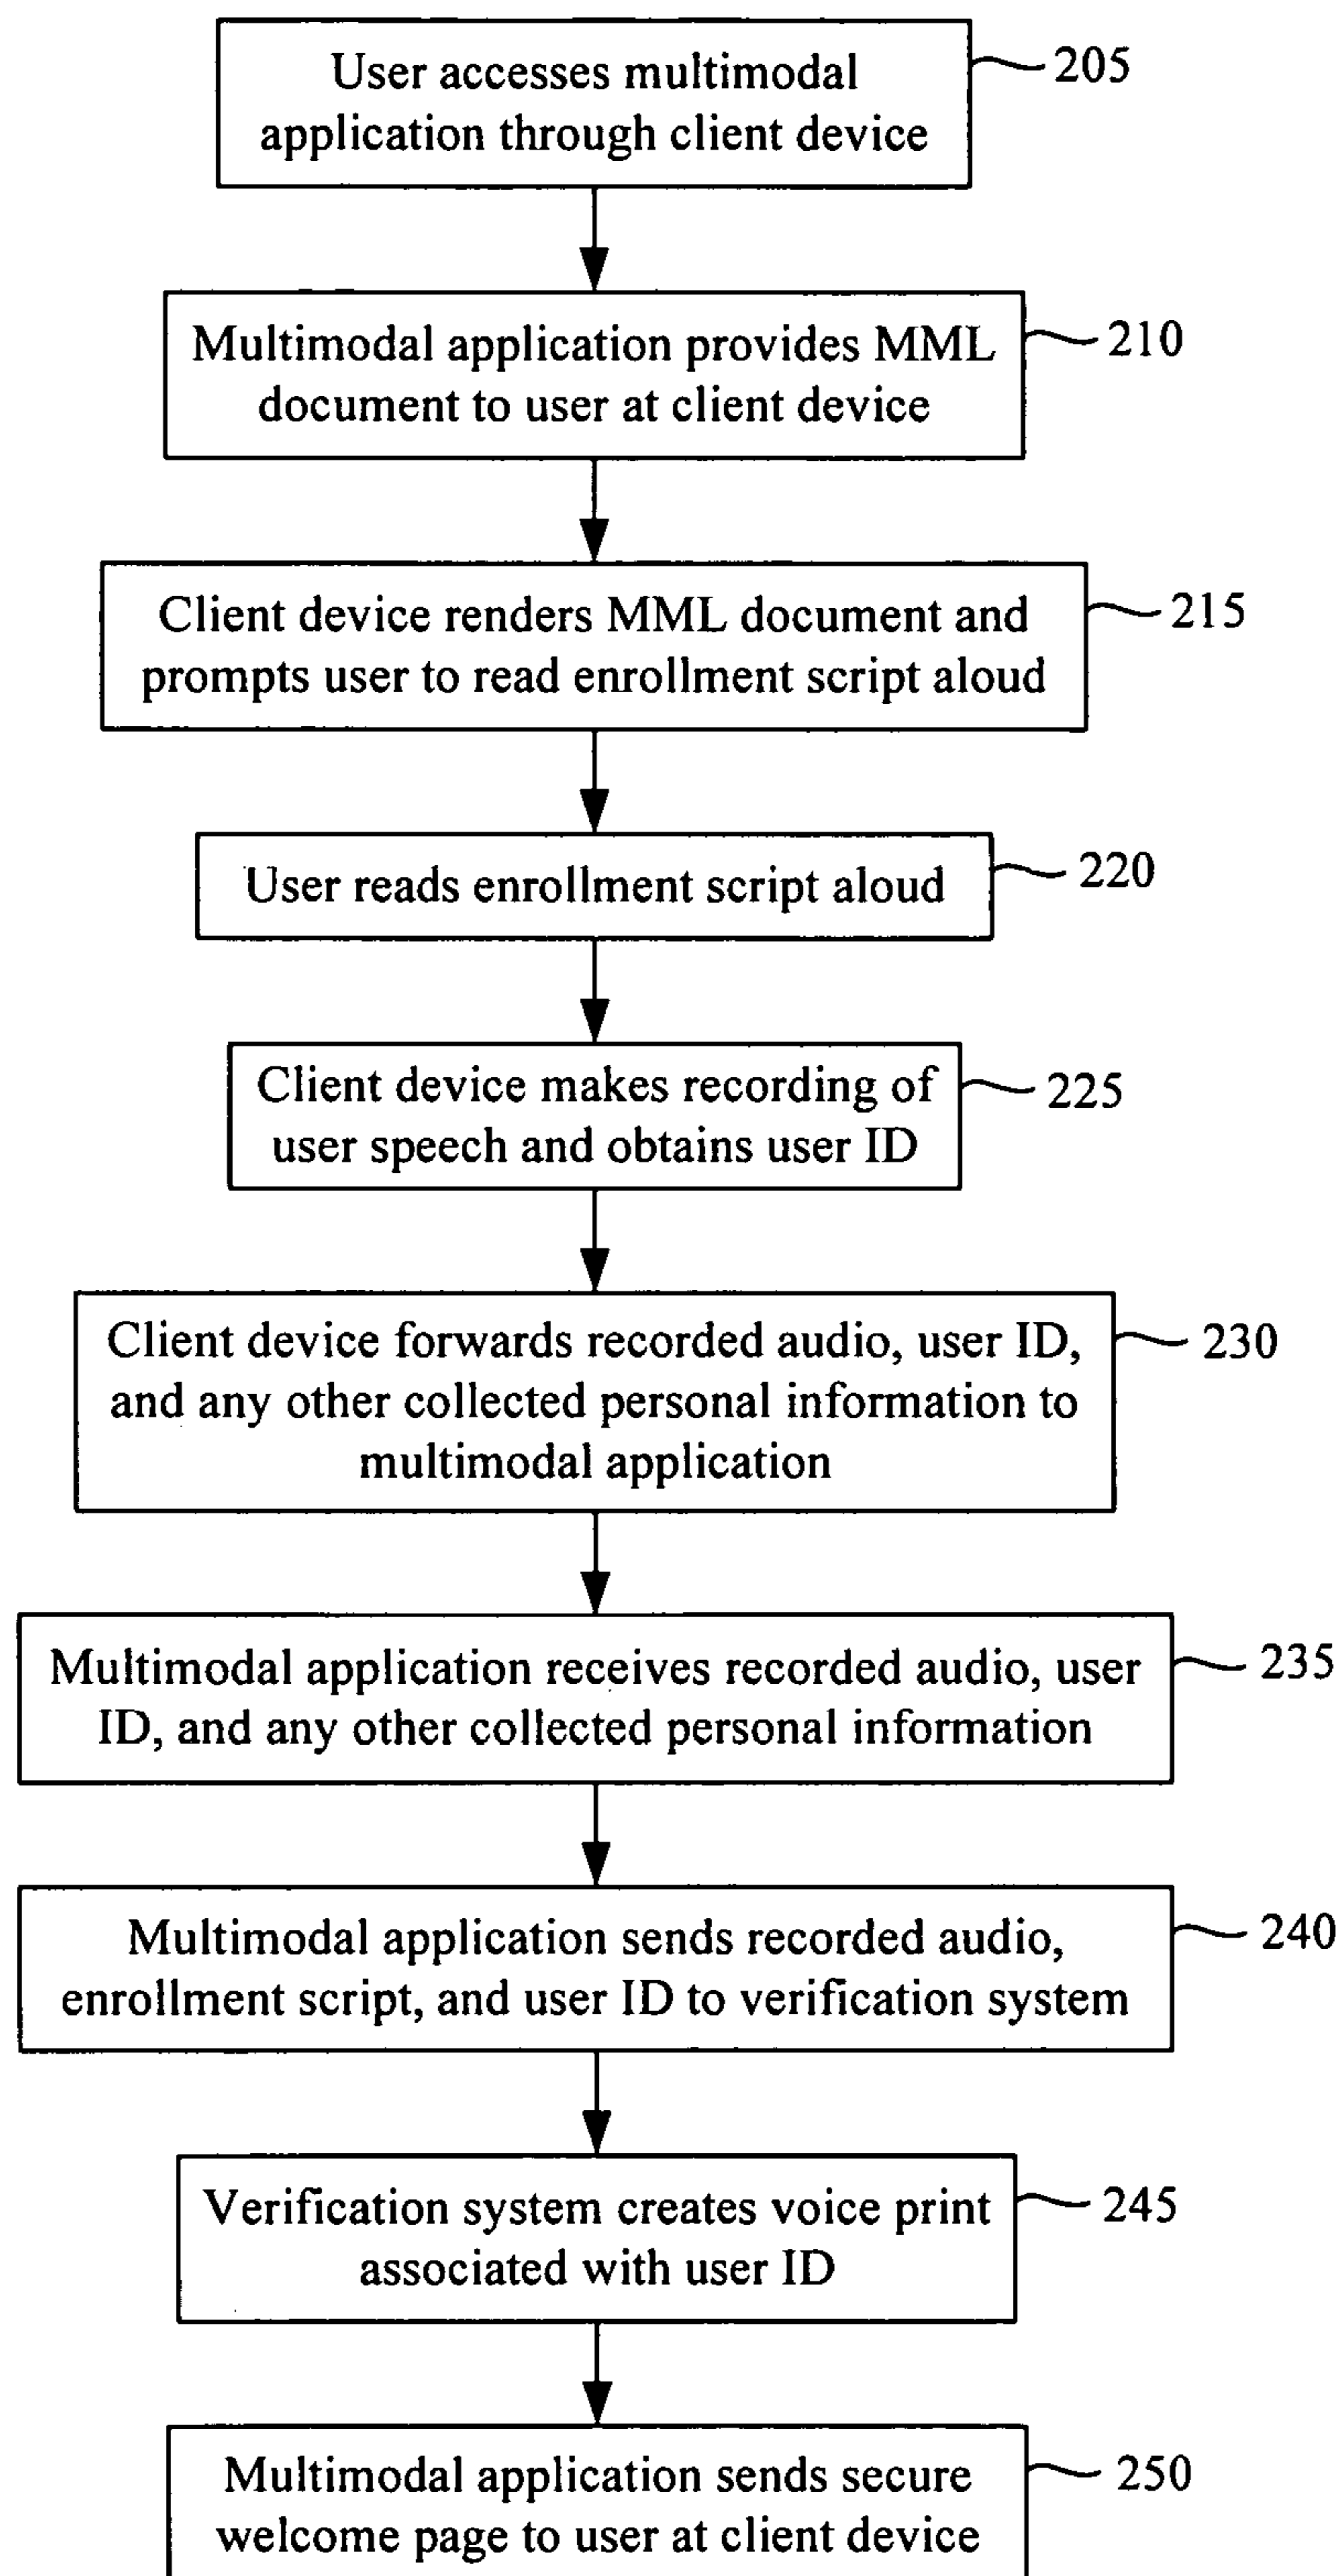 User accesses multimodal
application through client device
205
Multimodal application provides MML
document to user at client device
210
Client device renders MML document and
prompts user to read enrollment script aloud
215
User reads enrollment script aloud
220
Client device makes recording of
user speech and obtains user ID
225
Client device forwards recorded audio, user ID,
and any other collected personal information to
multimodal application
230
Multimodal application receives recorded audio, user
ID, and any other collected personal information
235
Multimodal application sends recorded audio,
enrollment script, and user ID to verification system
240
Verification system creates voice print
associated with user ID
245
Multimodal application sends secure
welcome page to user at client device
250